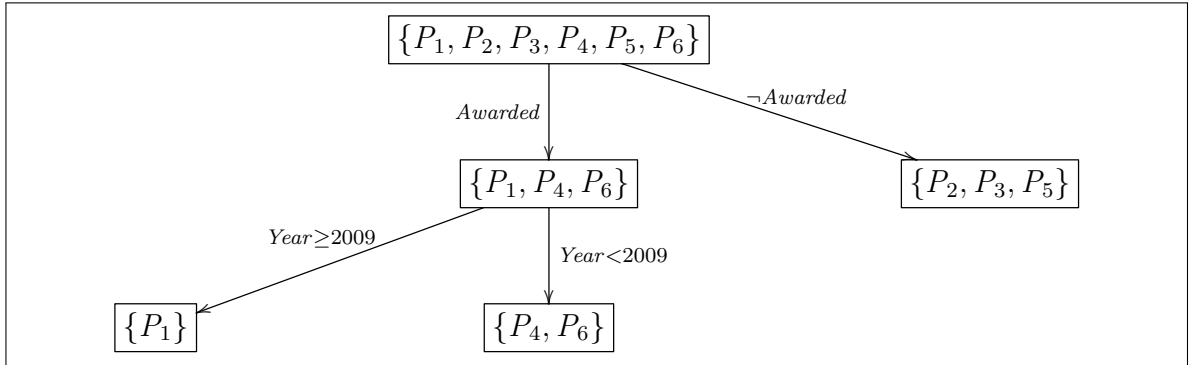 {P₁, P₂, P₃, P₄, P₅, P₆}
Awarded
¬Awarded
{P₁, P₄, P₆}
{P₂, P₃, P₅}
Year≥2009
Year<2009
{P₁}
{P₄, P₆}